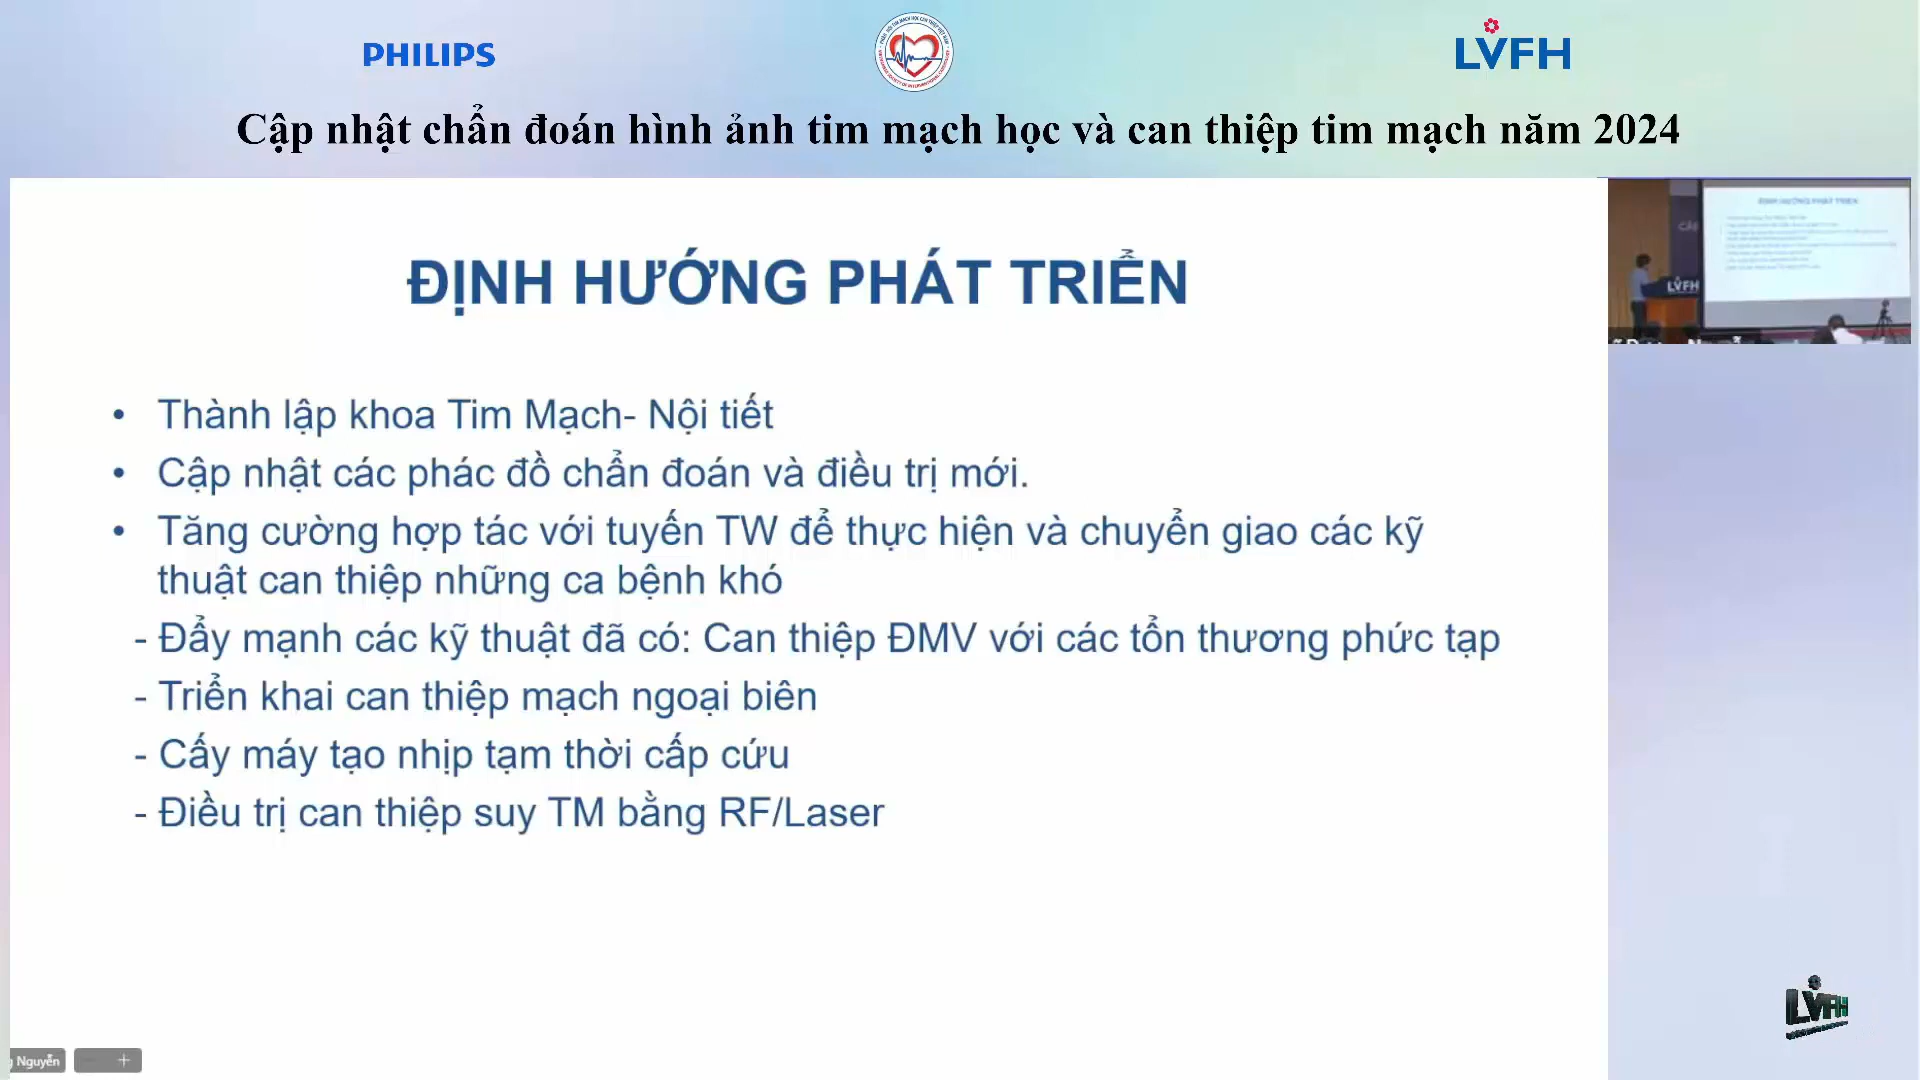 PHILIPS
LVFH
Cập nhật chẩn đoán hình ảnh tim mạch học và can thiệp tim mạch năm 2024
ĐỊNH HƯỚNG PHÁT TRIỂN
• Thành lập khoa Tim Mạch- Nội tiết
• Cập nhật các phác đồ chẩn đoán và điều trị mới.
• Tăng cường hợp tác với tuyến TW để thực hiện và chuyển giao các kỹ
thuật can thiệp những ca bệnh khó
- Đẩy mạnh các kỹ thuật đã có: Can thiệp ĐMV với các tổn thương phức tạp
- Triển khai can thiệp mạch ngoại biên
- Cấy máy tạo nhịp tạm thời cấp cứu
- Điều trị can thiệp suy TM bằng RF/Laser
ĐỊNH HƯỚNG PHÁT TRIỂN
LVFH
LVFH
Nguyễn